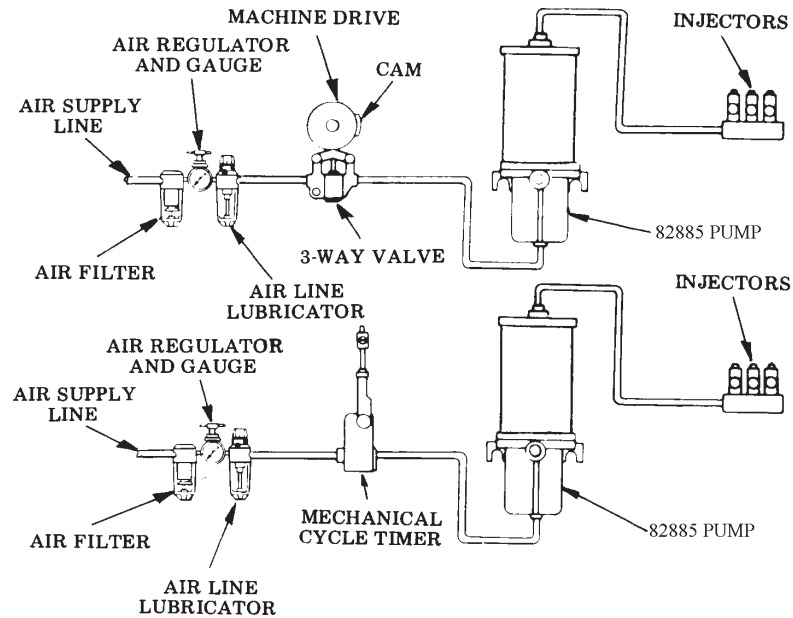 MACHINE DRIVE
INJECTORS
AIR REGULATOR
AND GAUGE
CAM
AIR SUPPLY
LINE
82885 PUMP
3-WAY VALVE
AIR FILTER
AIR LINE
LUBRICATOR
INJECTORS
AIR REGULATOR
AND GAUGE
AIR SUPPLY
LINE
MECHANICAL
CYCLE TIMER
82885 PUMP
AIR FILTER
AIR LINE
LUBRICATOR